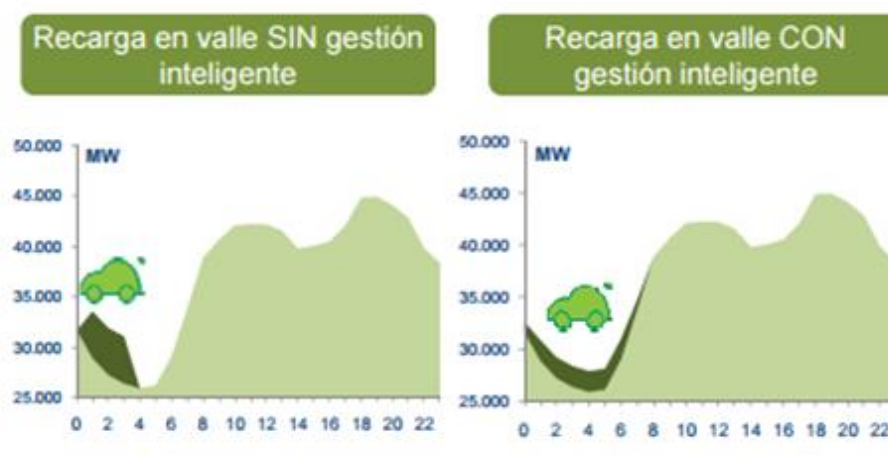 Recarga en valle SIN gestión
inteligente
50.000
MW
45.000
40.000
35.000
30.000
25.000
0 2 4 6 8 10 12 14 16 18 20 22
Recarga en valle CON
gestión inteligente
50.000
MW
45.000
40.000
35.000
30.000
25.000
0 2 4 6 8 10 12 14 16 18 20 22